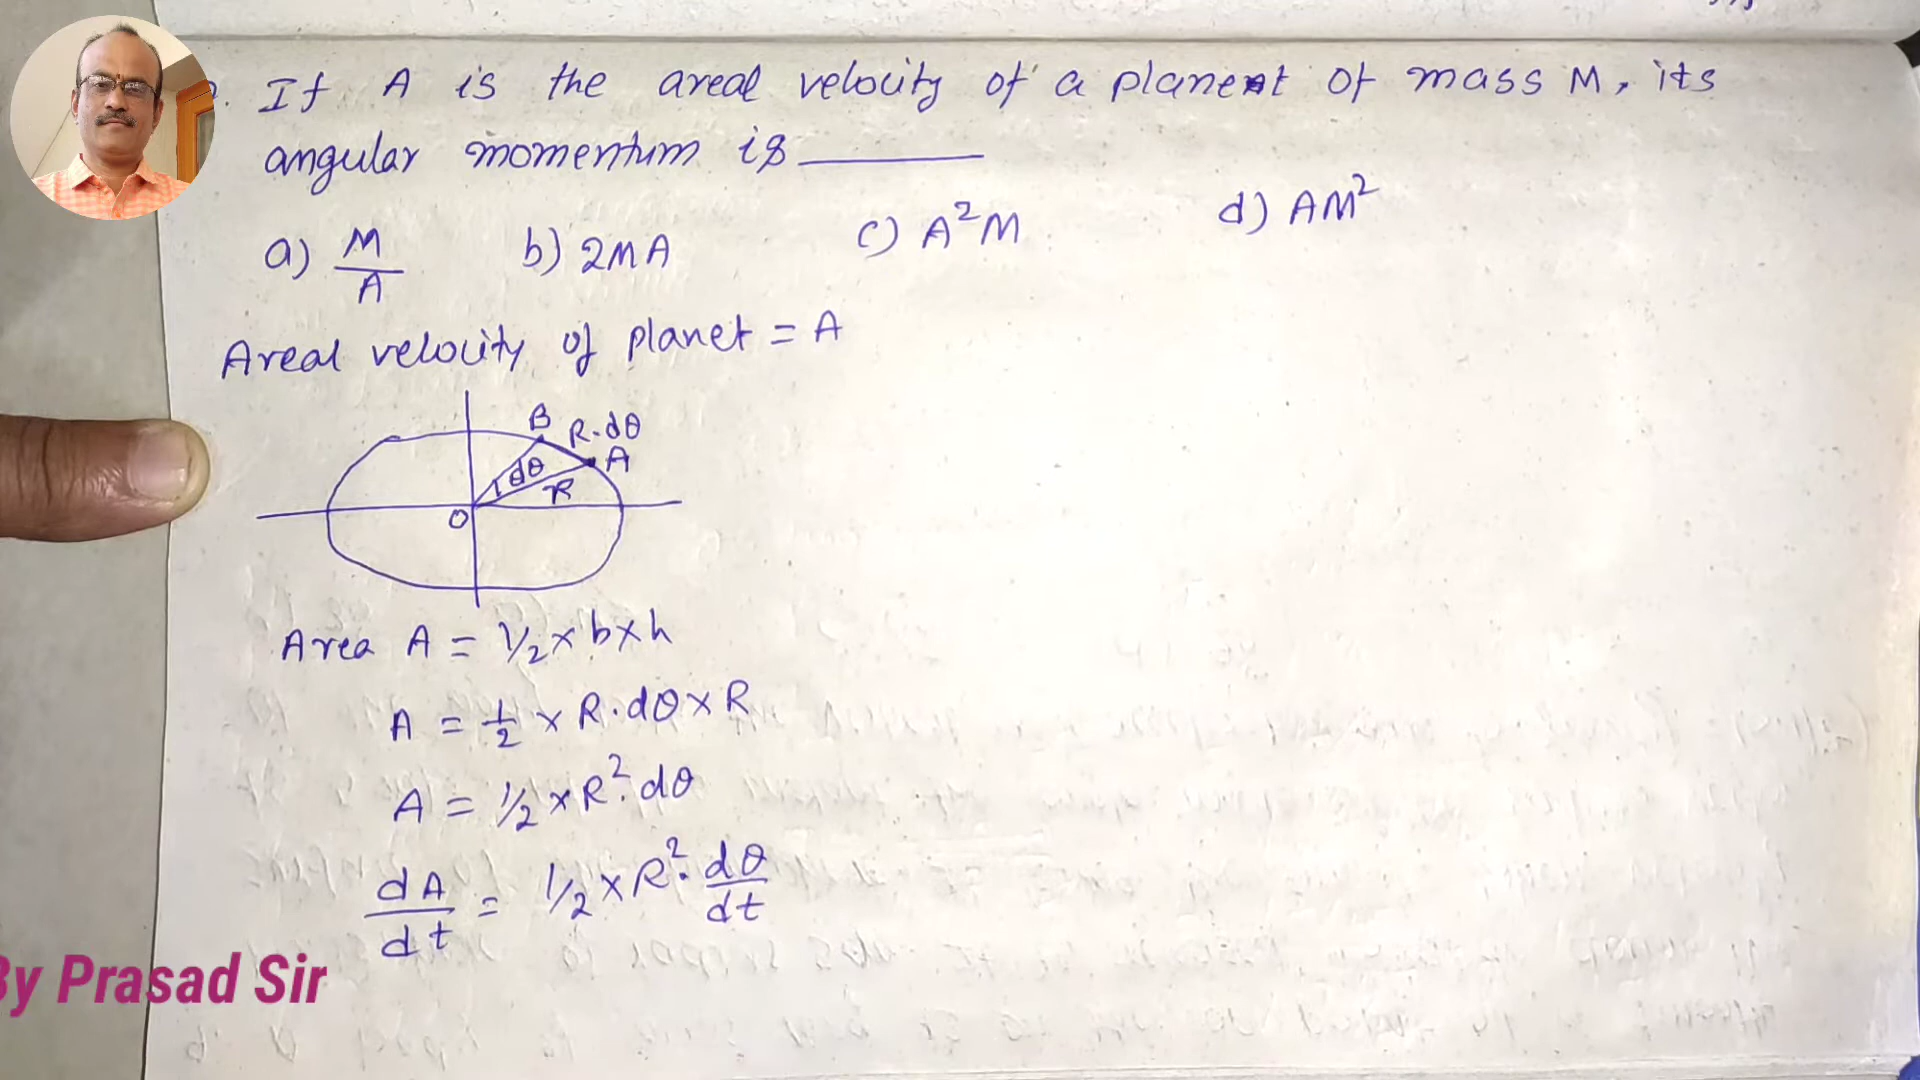 If A is the areal velocity of a planet of mass M, its
angular momentum is ________
a) M/A b) 2MA c) A²M d) AM²
Areal velocity of planet = A
B R.dθ
dθ A
R
O
Area A = 1/2 × b × h
A = 1/2 × R.dθ × R
A = 1/2 × R².dθ
dA/dt = 1/2 × R².dθ/dt
By Prasad Sir